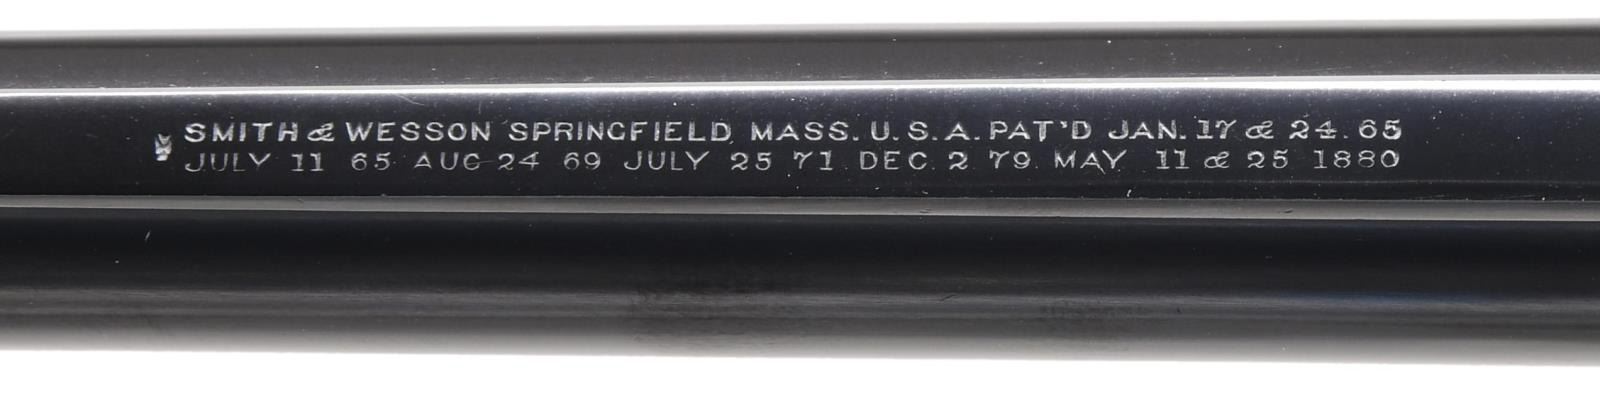 SMITH & WESSON SPRINGFIELD, MASS. U.S.A. PAT'D JAN. 17 & 24. 65
JULY 11 65 AUG 24 69 JULY 25 71 DEC. 2 79 MAY 11 & 25 1880